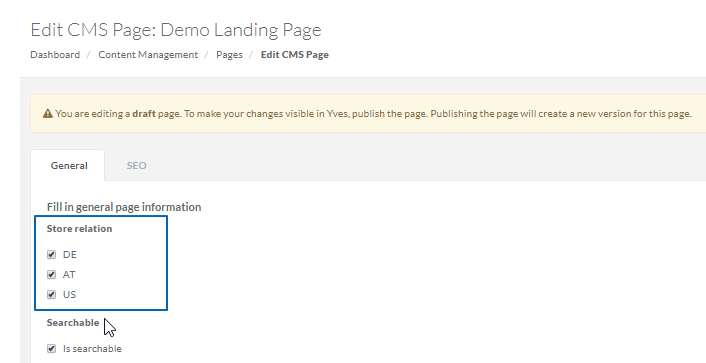 Edit CMS Page: Demo Landing Page
Dashboard / Content Management / Pages / Edit CMS Page
You are editing a draft page. To make your changes visible in Yves, publish the page. Publishing the page will create a new version for this page.
General SEO
Fill in general page information
Store relation
DE
AT
US
Searchable
Is searchable